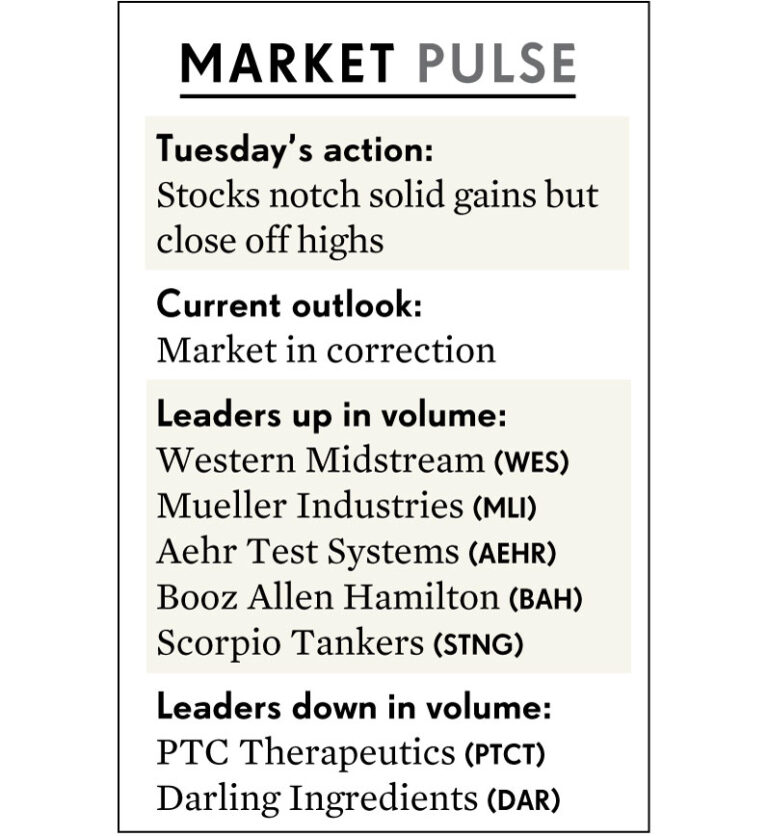 MARKET PULSE
Tuesday’s action:
Stocks notch solid gains but
close off highs
Current outlook:
Market in correction
Leaders up in volume:
Western Midstream (WES)
Mueller Industries (MLI)
Aehr Test Systems (AEHR)
Booz Allen Hamilton (BAH)
Scorpio Tankers (STNG)
Leaders down in volume:
PTC Therapeutics (PTCT)
Darling Ingredients (DAR)